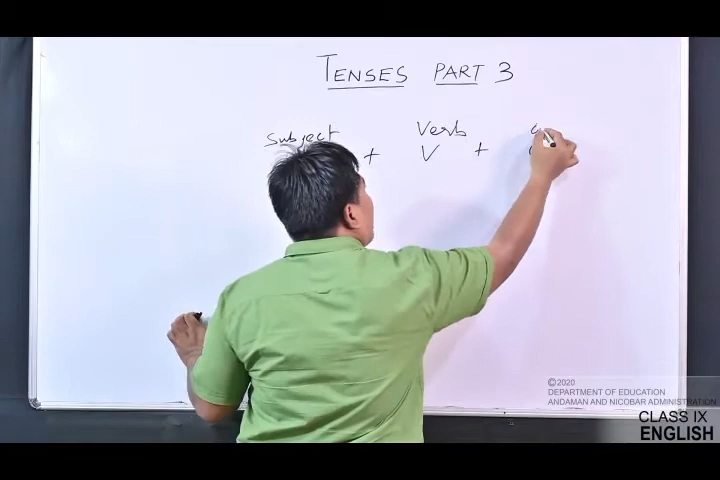 TENSES PART 3
Subject Verb
+ V +
©2020
DEPARTMENT OF EDUCATION
ANDAMAN AND NICOBAR ADMINISTRATION
CLASS IX
ENGLISH